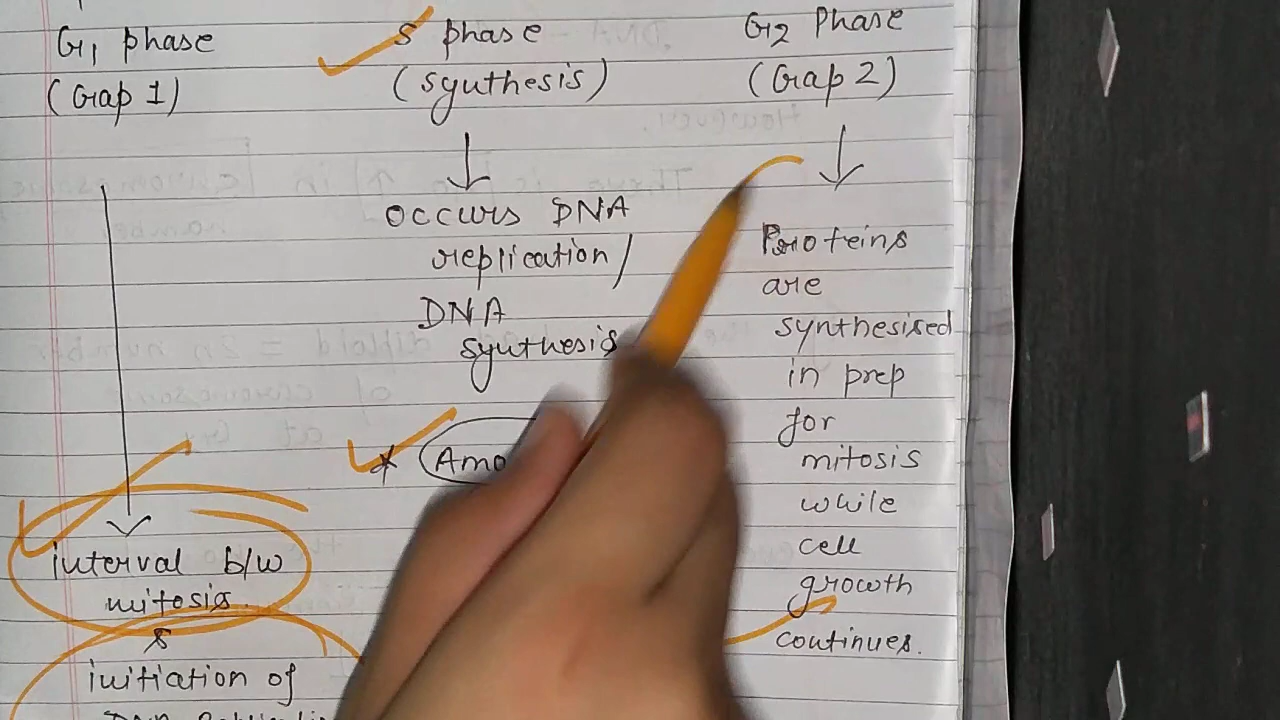 G1 phase
(Gap 1)
interval b/w
mitosis.
&
initiation of
S phase
(synthesis)
occurs DNA
replication/
DNA
synthesis
*
G2 Phase
(Gap 2)
Proteins
are
synthesised
in prep
for
mitosis
while
cell
growth
continues.